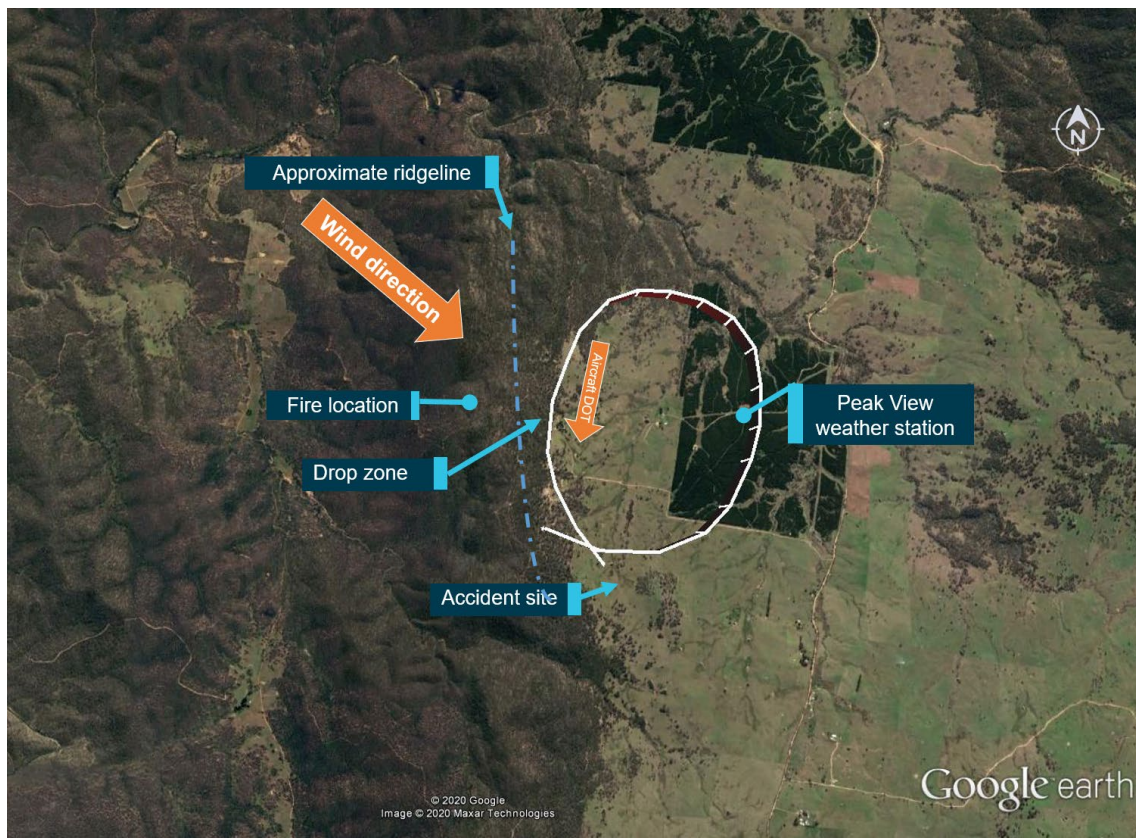 N
Approximate ridgeline
Wind direction
Aircraft DOT
Fire location
Peak View
weather station
Drop zone
Accident site
Google earth
© 2020 Google
Image © 2020 Maxar Technologies